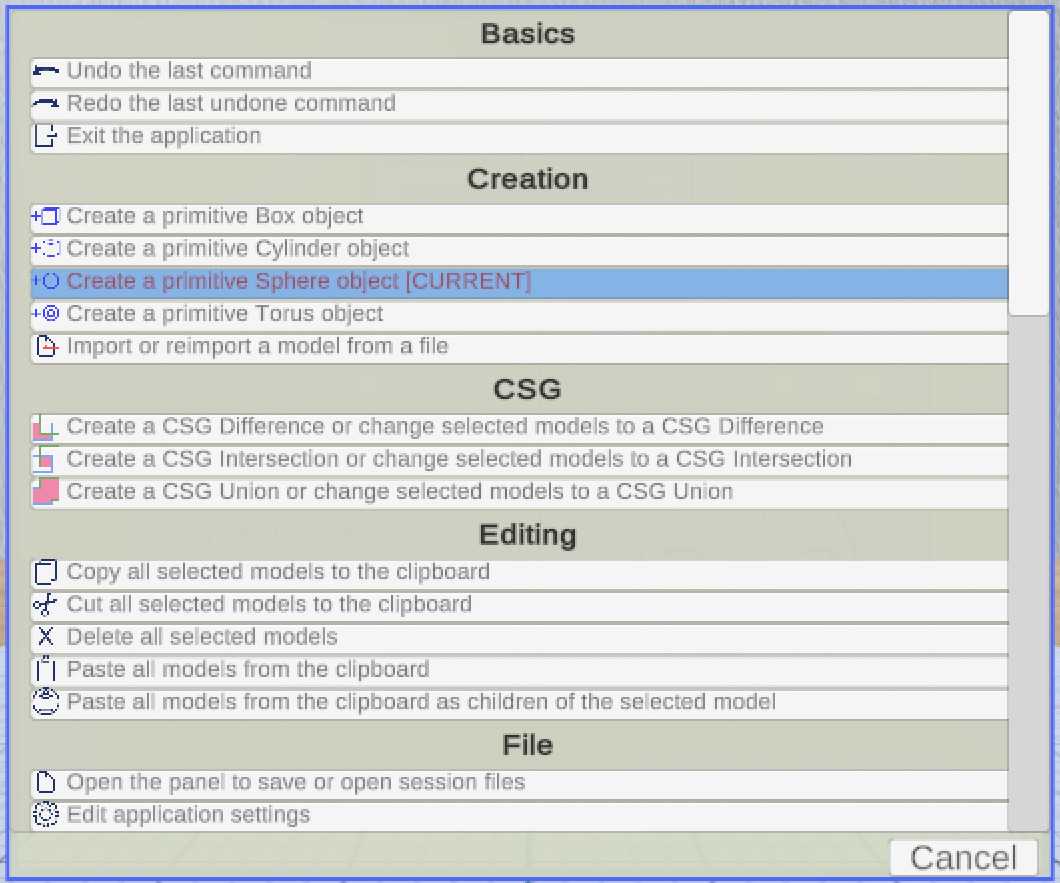 Basics
Undo the last command
Redo the last undone command
Exit the application
Creation
Create a primitive Box object
Create a primitive Cylinder object
Create a primitive Sphere object [CURRENT]
Create a primitive Torus object
Import or reimport a model from a file
CSG
Create a CSG Difference or change selected models to a CSG Difference
Create a CSG Intersection or change selected models to a CSG Intersection
Create a CSG Union or change selected models to a CSG Union
Editing
Copy all selected models to the clipboard
Cut all selected models to the clipboard
Delete all selected models
Paste all models from the clipboard
Paste all models from the clipboard as children of the selected model
File
Open the panel to save or open session files
Edit application settings
Cancel